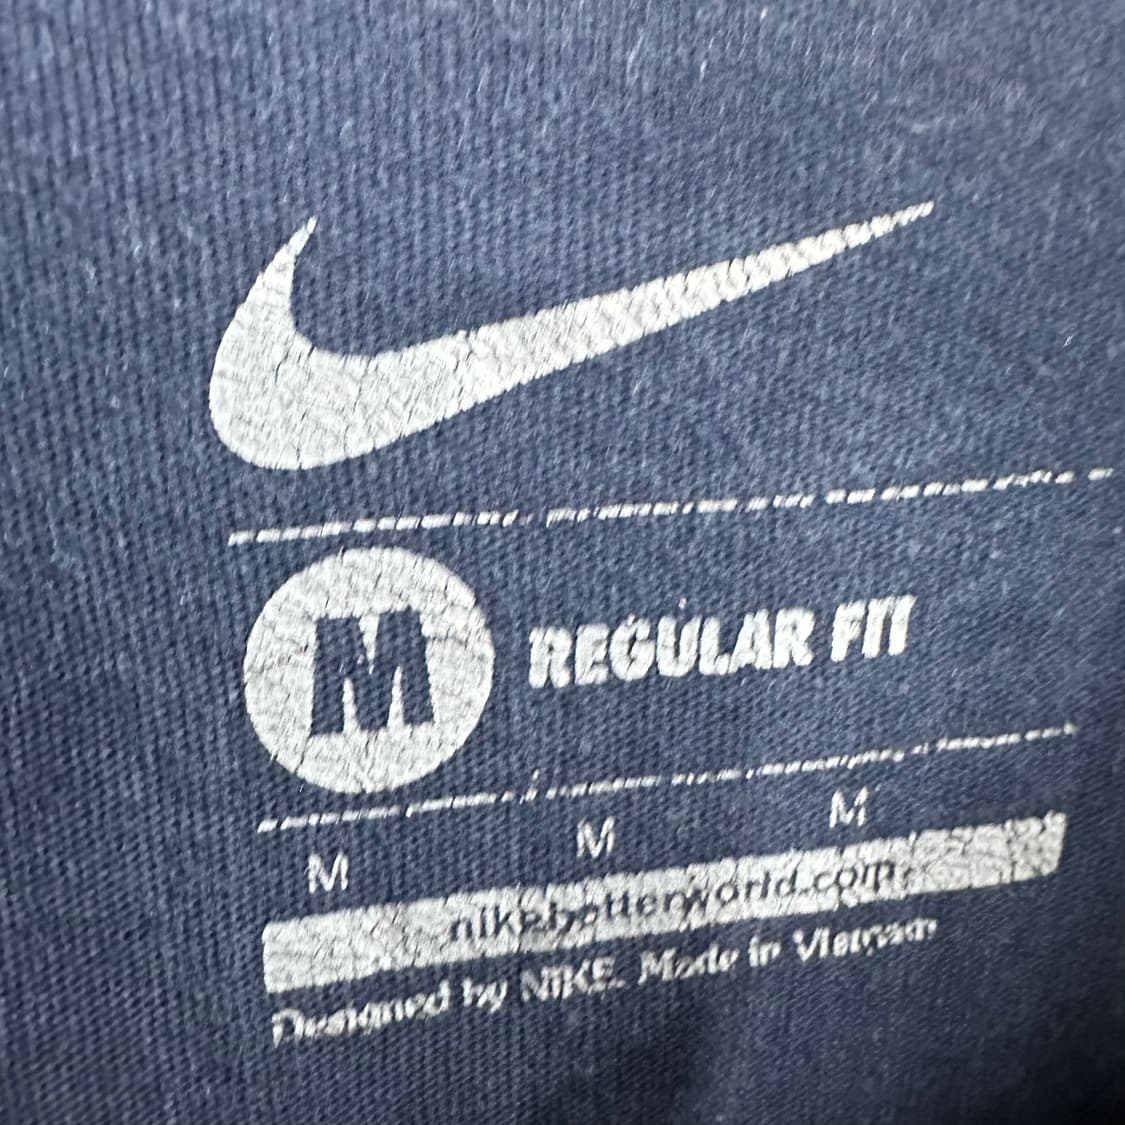 M REGULAR FIT
M M M
nikebetterworld.com
Designed by NIKE. Made in Vietnam